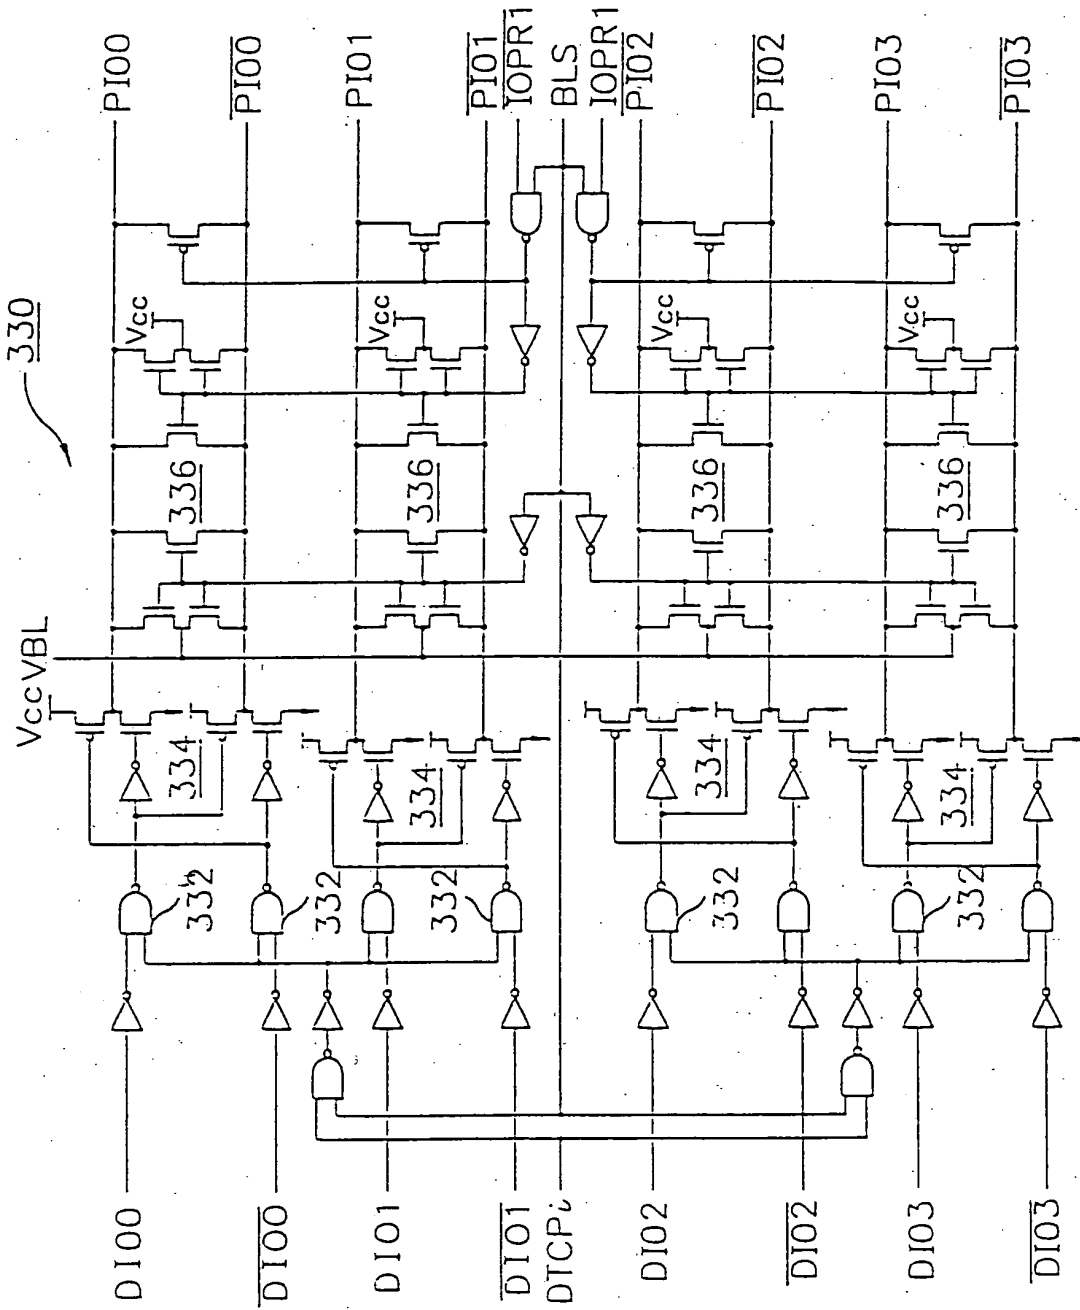 330
PIO0
PIO0
PIO1
PIO1
IOPR1
BLS
IOPR1
PIO2
PIO2
PIO3
PIO3
Vcc
Vcc
Vcc
Vcc
336
336
336
336
Vcc VBL
334
334
334
334
332
332
332
332
332
DIO0
DIO0
DIO1
DIO1
DTCPi
DIO2
DIO2
DIO3
DIO3